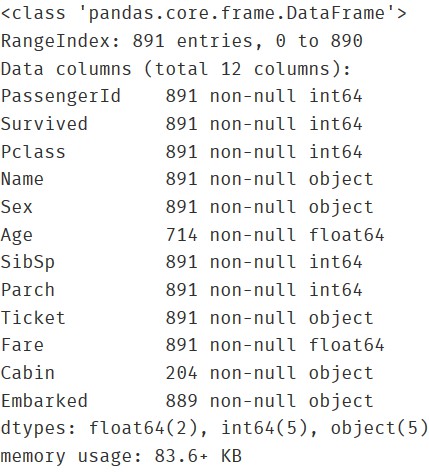 <class 'pandas.core.frame.DataFrame'>
RangeIndex: 891 entries, 0 to 890
Data columns (total 12 columns):
PassengerId    891 non-null int64
Survived       891 non-null int64
Pclass         891 non-null int64
Name           891 non-null object
Sex            891 non-null object
Age            714 non-null float64
SibSp          891 non-null int64
Parch          891 non-null int64
Ticket         891 non-null object
Fare           891 non-null float64
Cabin          204 non-null object
Embarked       889 non-null object
dtypes: float64(2), int64(5), object(5)
memory usage: 83.6+ KB